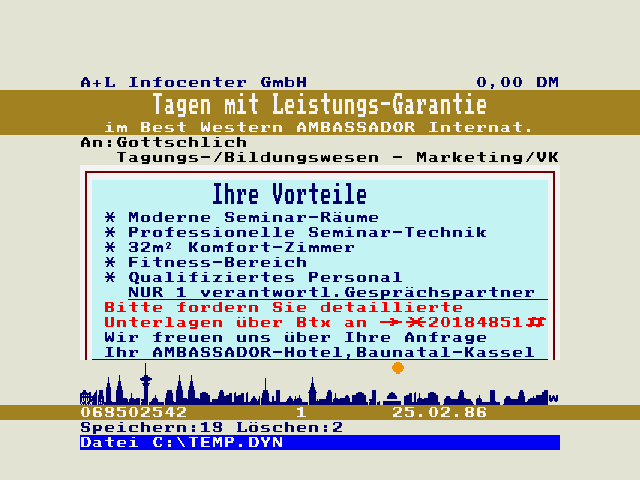 A+L Infocenter GmbH 0,00 DM
Tagen mit Leistungs-Garantie
im Best Western AMBASSADOR Internat.
An:Gottschlich
Tagungs-/Bildungswesen - Marketing/VK
Ihre Vorteile
* Moderne Seminar-Räume
* Professionelle Seminar-Technik
* 32m² Komfort-Zimmer
* Fitness-Bereich
* Qualifiziertes Personal
NUR 1 verantwortl.Gesprächspartner
Bitte fordern Sie detaillierte
Unterlagen über Btx an → *20184851#
Wir freuen uns über Ihre Anfrage
Ihr AMBASSADOR-Hotel,Baunatal-Kassel
068502542 1 25.02.86
Speichern:18 Löschen:2
Datei C:\TEMP.DYN